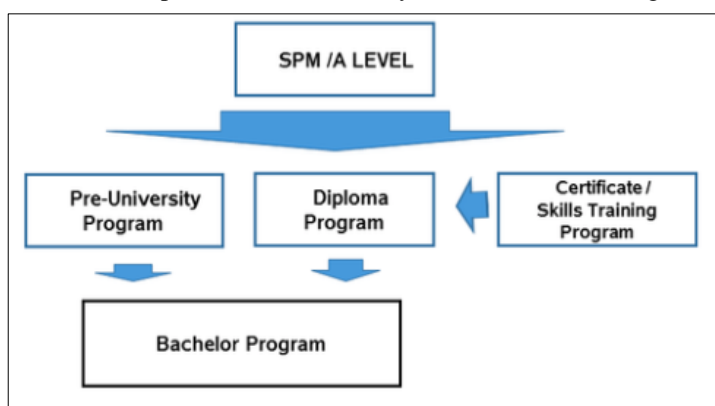 SPM /A LEVEL
Pre-University
Program
Diploma
Program
Certificate /
Skills Training
Program
Bachelor Program